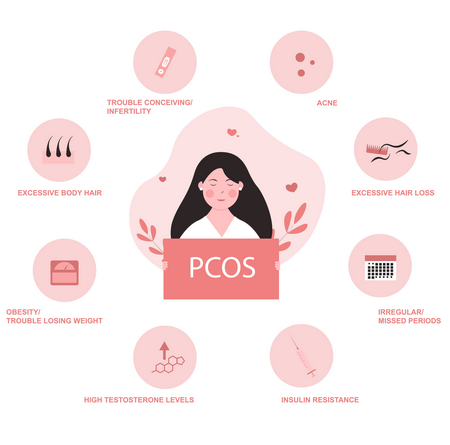 TROUBLE CONCEIVING/
INFERTILITY
ACNE
EXCESSIVE BODY HAIR
EXCESSIVE HAIR LOSS
PCOS
OBESITY/
TROUBLE LOSING WEIGHT
IRREGULAR/
MISSED PERIODS
HIGH TESTOSTERONE LEVELS
INSULIN RESISTANCE